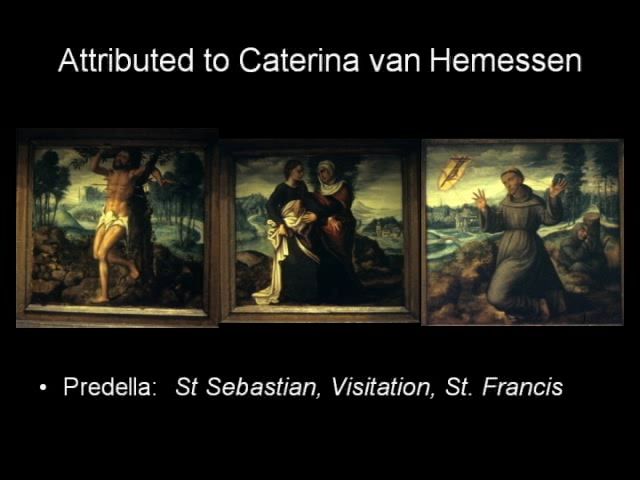 Attributed to Caterina van Hemessen
• Predella: St Sebastian, Visitation, St. Francis